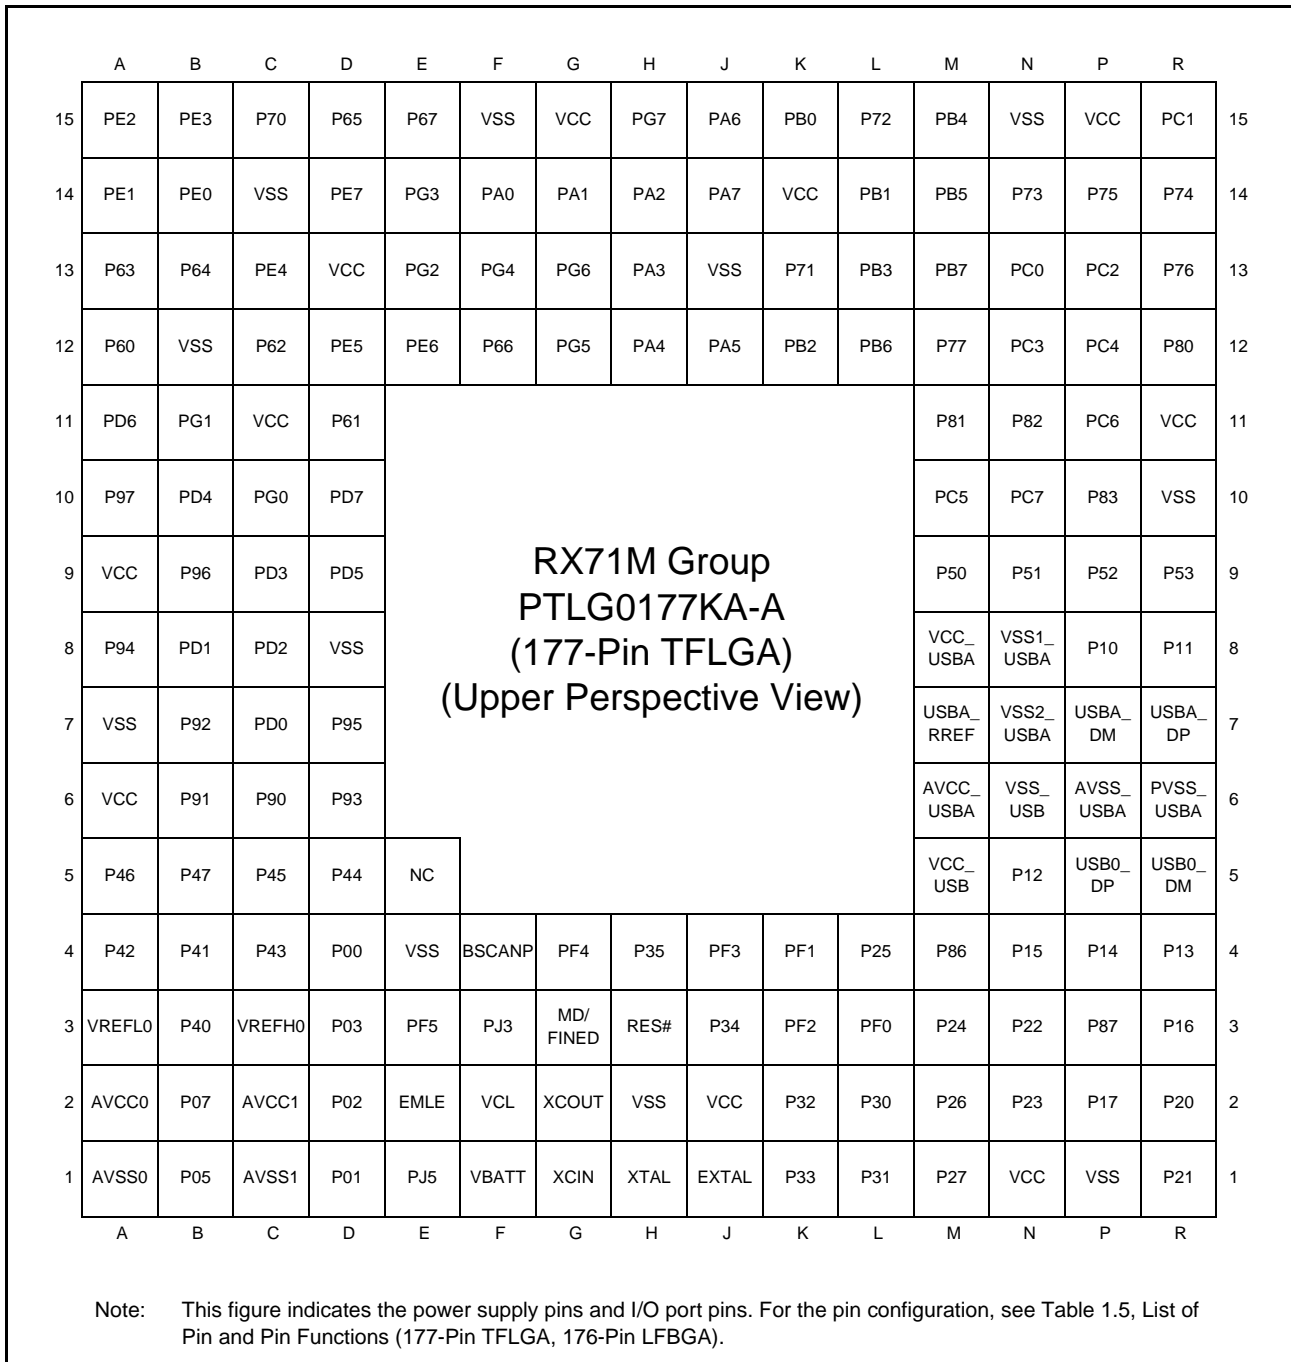 A B C D E F G H J K L M N P R
15 PE2 PE3 P70 P65 P67 VSS VCC PG7 PA6 PB0 P72 PB4 VSS VCC PC1 15
14 PE1 PE0 VSS PE7 PG3 PA0 PA1 PA2 PA7 VCC PB1 PB5 P73 P75 P74 14
13 P63 P64 PE4 VCC PG2 PG4 PG6 PA3 VSS P71 PB3 PB7 PC0 PC2 P76 13
12 P60 VSS P62 PE5 PE6 P66 PG5 PA4 PA5 PB2 PB6 P77 PC3 PC4 P80 12
11 PD6 PG1 VCC P61 P81 P82 PC6 VCC 11
10 P97 PD4 PG0 PD7 PC5 PC7 P83 VSS 10
9 VCC P96 PD3 PD5 P50 P51 P52 P53 9
8 P94 PD1 PD2 VSS VCC_ USBA VSS1_ USBA P10 P11 8
7 VSS P92 PD0 P95 USBA_ RREF VSS2_ USBA USBA_ DM USBA_ DP 7
6 VCC P91 P90 P93 AVCC_ USBA VSS_ USB AVSS_ USBA PVSS_ USBA 6
5 P46 P47 P45 P44 NC VCC_ USB P12 USB0_ DP USB0_ DM 5
RX71M Group
PTLG0177KA-A
(177-Pin TFLGA)
(Upper Perspective View)
4 P42 P41 P43 P00 VSS BSCANP PF4 P35 PF3 PF1 P25 P86 P15 P14 P13 4
3 VREFL0 P40 VREFH0 P03 PF5 PJ3 MD/ FINED RES# P34 PF2 PF0 P24 P22 P87 P16 3
2 AVCC0 P07 AVCC1 P02 EMLE VCL XCOUT VSS VCC P32 P30 P26 P23 P17 P20 2
1 AVSS0 P05 AVSS1 P01 PJ5 VBATT XCIN XTAL EXTAL P33 P31 P27 VCC VSS P21 1
A B C D E F G H J K L M N P R
Note: This figure indicates the power supply pins and I/O port pins. For the pin configuration, see Table 1.5, List of
Pin and Pin Functions (177-Pin TFLGA, 176-Pin LFBGA).